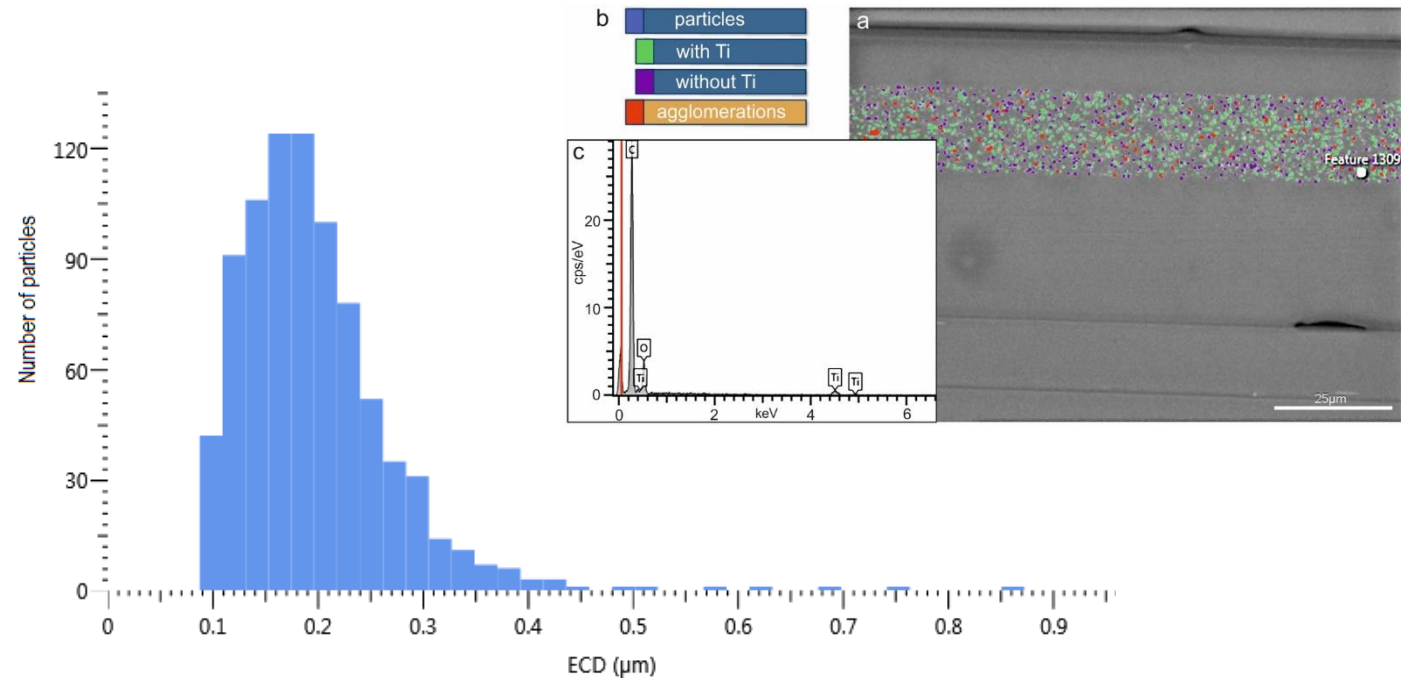 b
particles
with Ti
without Ti
agglomerations
a
Feature 1309
25µm
c
C
O
Ti
Ti
Ti
cps/eV
20
10
0
0
2
4
6
keV
Number of particles
120
90
60
30
0
0
0.1
0.2
0.3
0.4
0.5
0.6
0.7
0.8
0.9
ECD (µm)